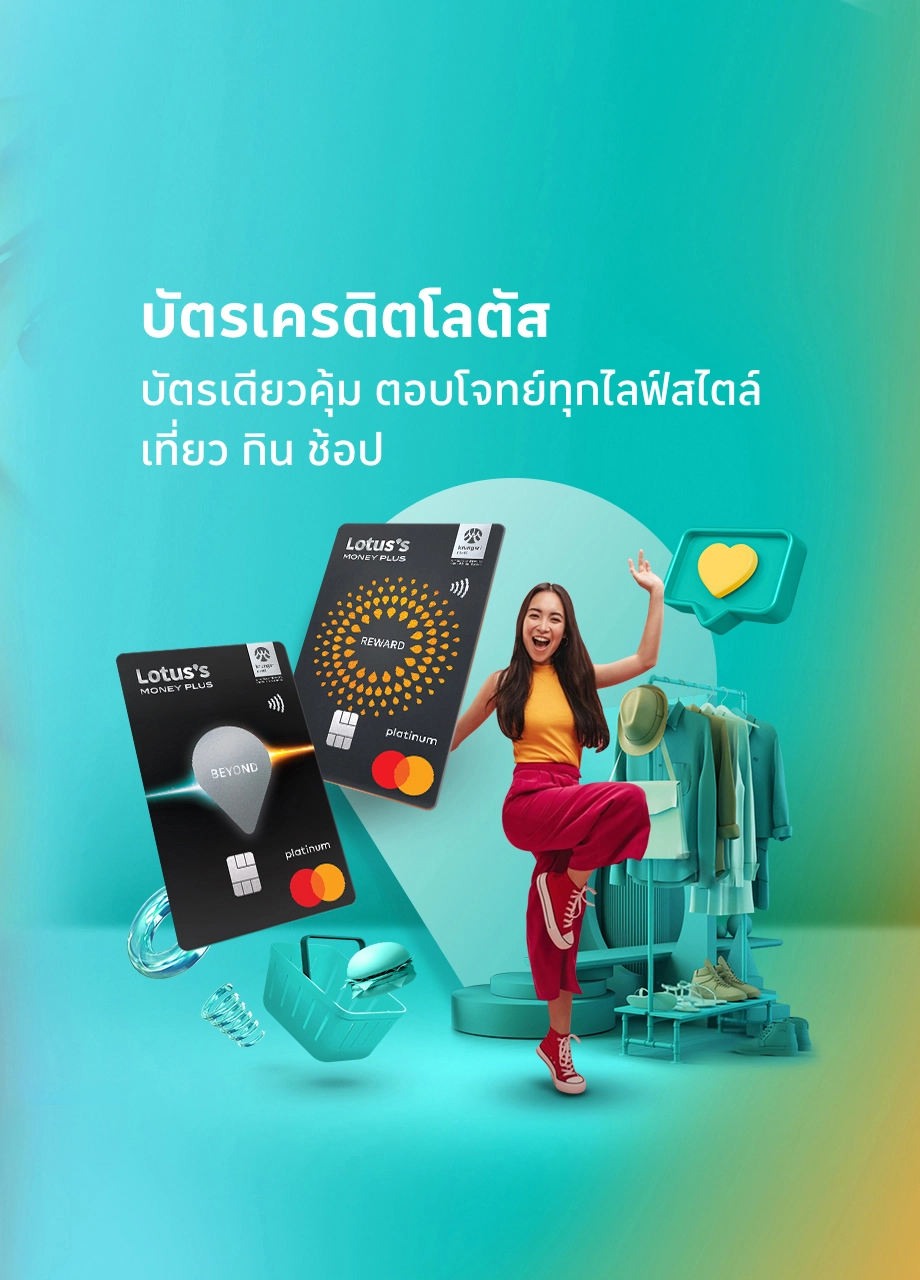 บัตรเครดิตโลตัส
บัตรเดียวคุ้ม ตอบโจทย์ทุกไลฟ์สไตล์
เที่ยว กิน ช้อป
Lotus's
MONEY PLUS
REWARD
platinum
Lotus's
MONEY PLUS
BEYOND
platinum